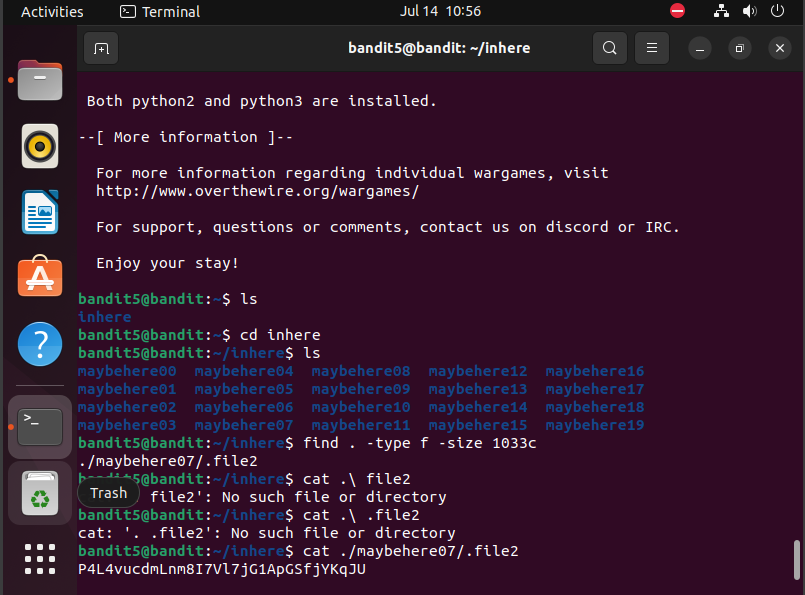 Activities Terminal Jul 14 10:56
bandit5@bandit: ~/inhere
Both python2 and python3 are installed.
--[ More information ]--
For more information regarding individual wargames, visit
http://www.overthewire.org/wargames/
For support, questions or comments, contact us on discord or IRC.
Enjoy your stay!
bandit5@bandit:~$ ls
inhere
bandit5@bandit:~$ cd inhere
bandit5@bandit:~/inhere$ ls
maybehere00 maybehere04 maybehere08 maybehere12 maybehere16
maybehere01 maybehere05 maybehere09 maybehere13 maybehere17
maybehere02 maybehere06 maybehere10 maybehere14 maybehere18
maybehere03 maybehere07 maybehere11 maybehere15 maybehere19
bandit5@bandit:~/inhere$ find . -type f -size 1033c
./maybehere07/.file2
bandit5@bandit:~/inhere$ cat .\ file2
Trash file2': No such file or directory
bandit5@bandit:~/inhere$ cat .\ .file2
cat: '. .file2': No such file or directory
bandit5@bandit:~/inhere$ cat ./maybehere07/.file2
P4L4vucdmLnm8I7Vl7jG1ApGSfjYKqJU